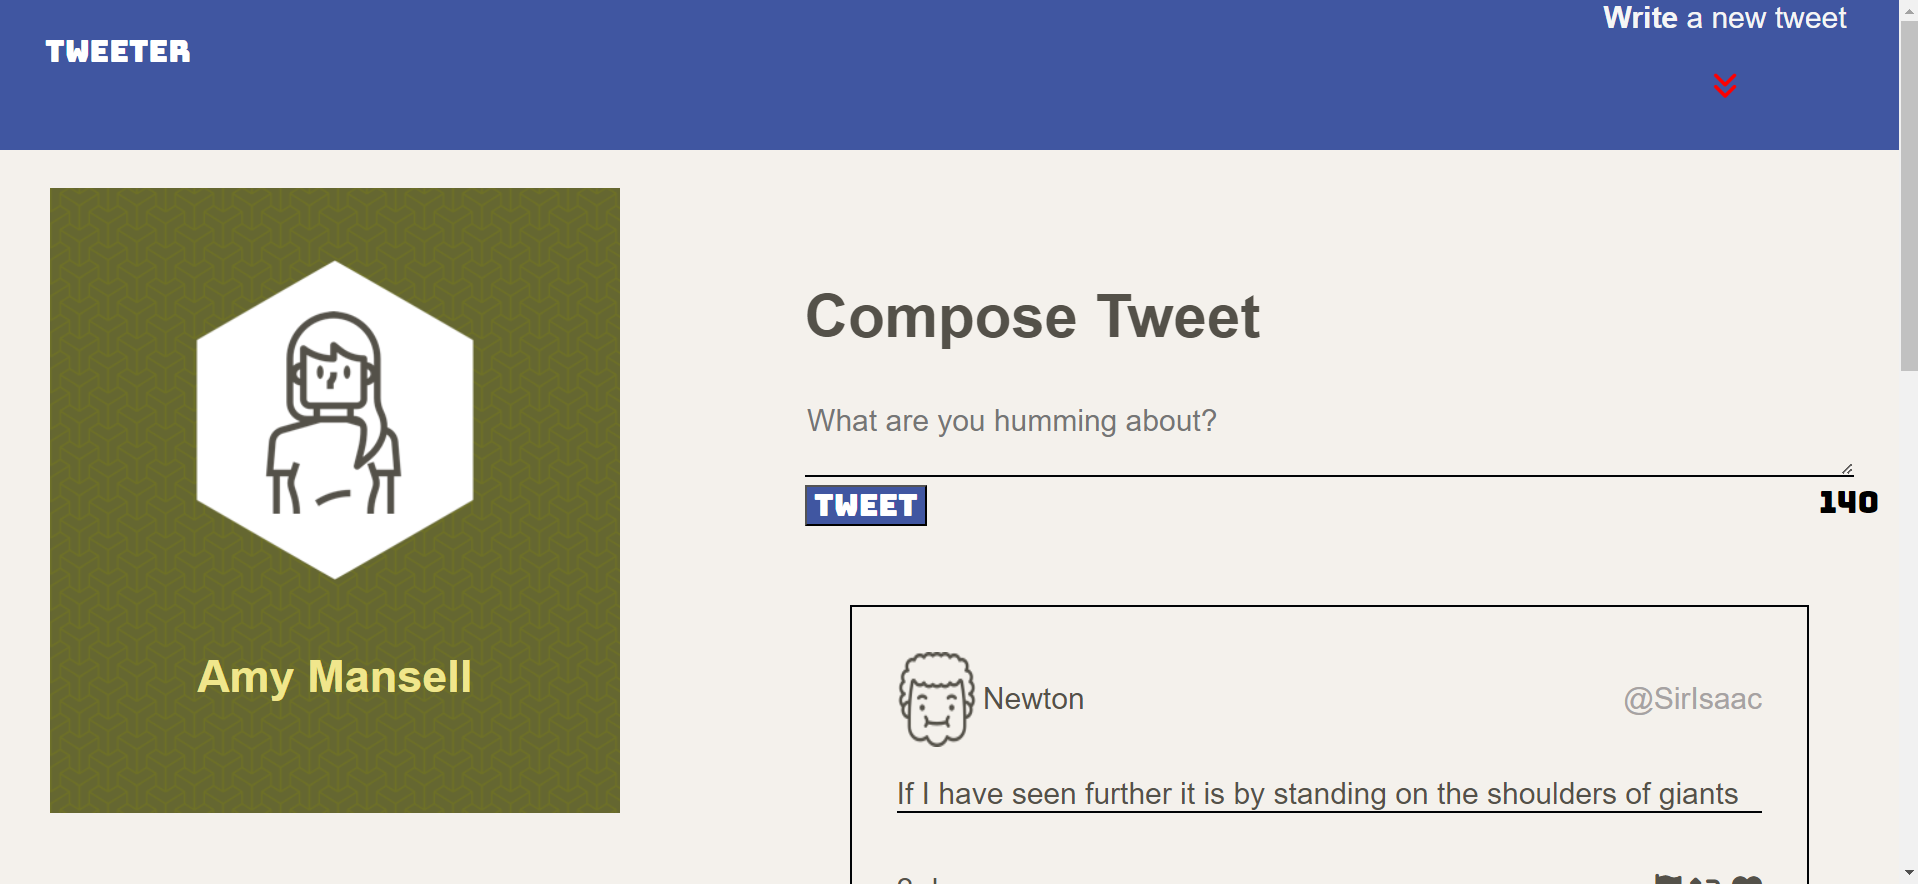 TWEETER
Write a new tweet
Amy Mansell
Compose Tweet
What are you humming about?
TWEET
140
Newton
@SirIsaac
If I have seen further it is by standing on the shoulders of giants